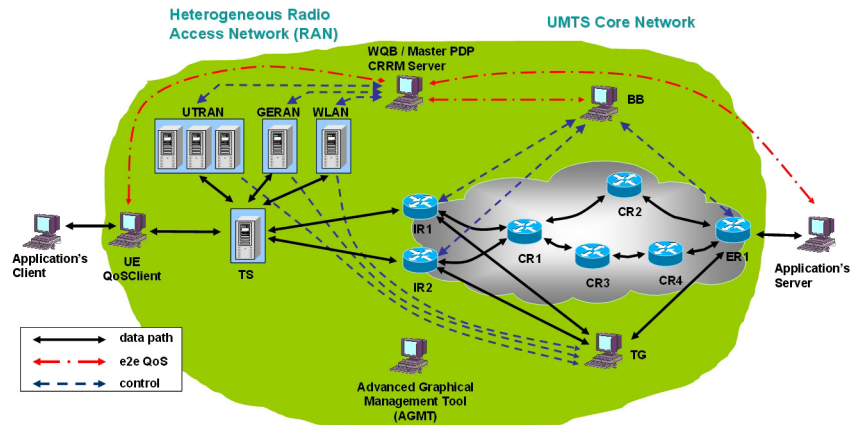 Heterogeneous Radio
Access Network (RAN)
UMTS Core Network
WQB / Master PDP
CRRM Server
UTRAN
GERAN
WLAN
BB
IR1
CR2
CR1
Application's
Client
UE
QoSClient
TS
IR2
CR3
CR4
ER1
Application's
Server
TG
data path
e2e QoS
control
Advanced Graphical
Management Tool
(AGMT)